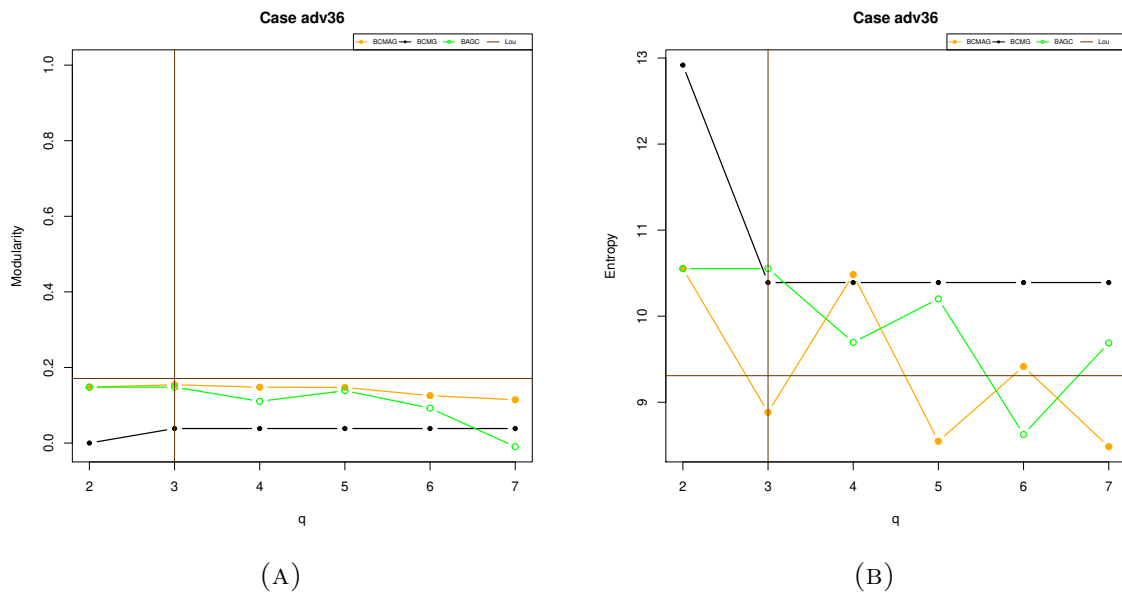 Case adv36
BCMAG BCMG BAGC Lou
Modularity
1.0
0.8
0.6
0.4
0.2
0.0
2 3 4 5 6 7
q
(A)
Case adv36
BCMAG BCMG BAGC Lou
Entropy
13
12
11
10
9
2 3 4 5 6 7
q
(B)